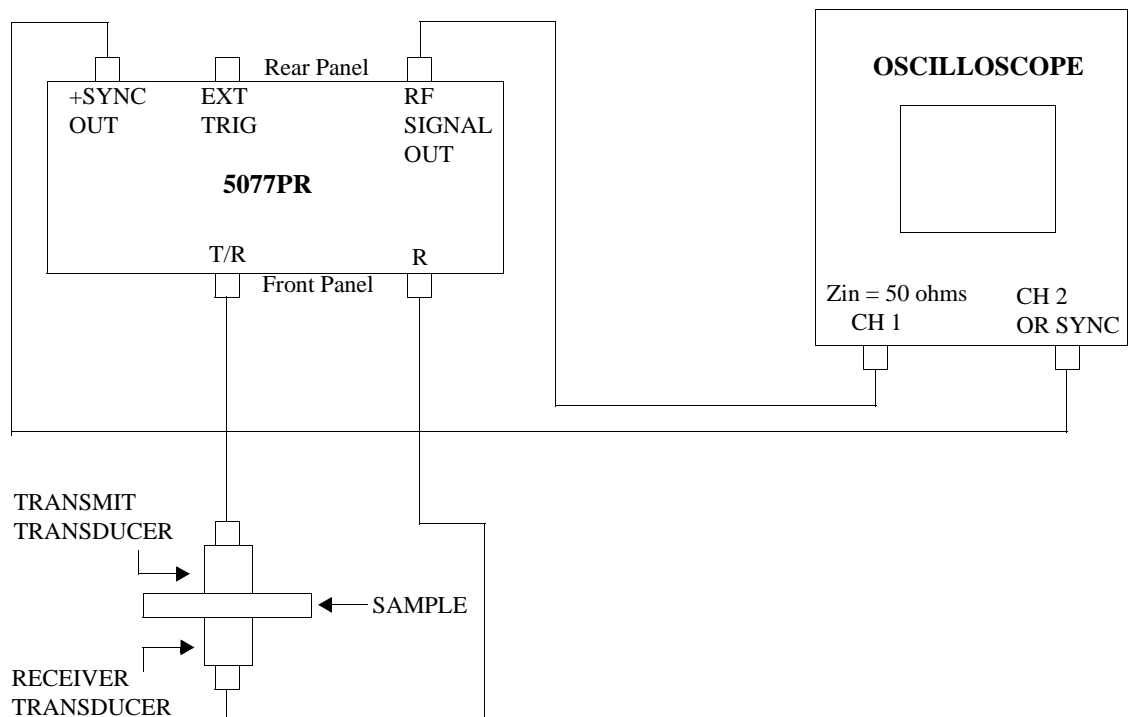 Rear Panel
+SYNC
OUT
EXT
TRIG
RF
SIGNAL
OUT
5077PR
T/R
R
Front Panel
OSCILLOSCOPE
Zin = 50 ohms
CH 1
CH 2
OR SYNC
TRANSMIT
TRANSDUCER
SAMPLE
RECEIVER
TRANSDUCER